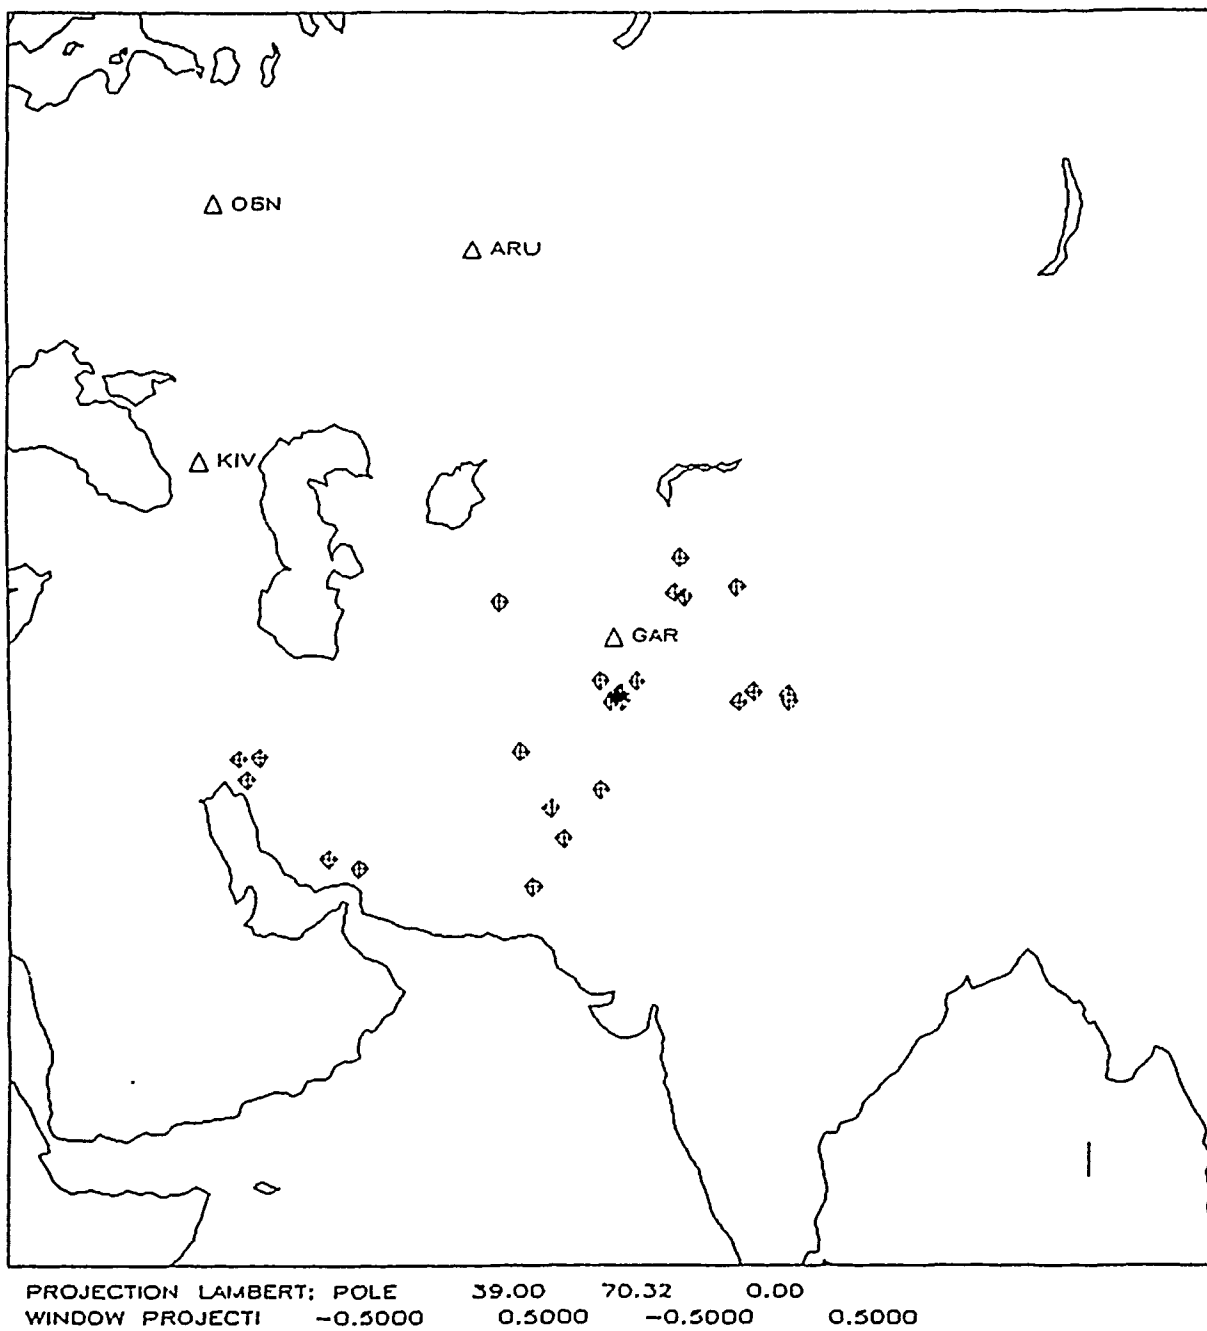 OBN
ARU
KIV
GAR
PROJECTION LAMBERT; POLE 39.00 70.32 0.00
WINDOW PROJECTI -0.5000 0.5000 -0.5000 0.5000